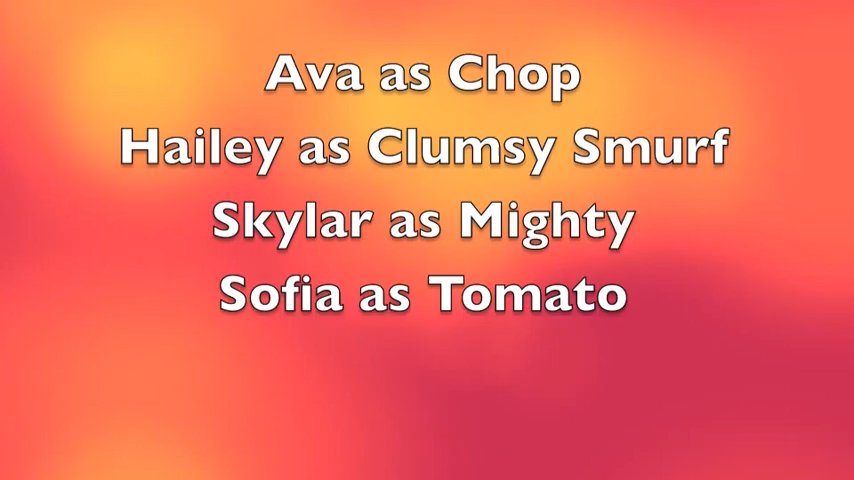 Ava as Chop
Hailey as Clumsy Smurf
Skylar as Mighty
Sofia as Tomato